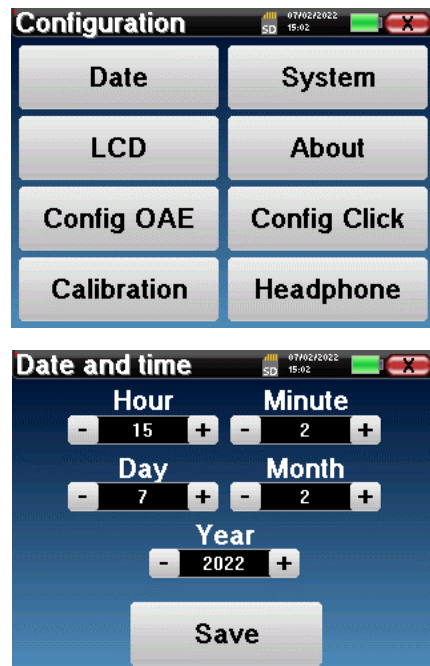 Configuration SD 07/02/2022 15:02 X
Date System
LCD About
Config OAE Config Click
Calibration Headphone
Date and time SD 07/02/2022 15:02 X
Hour Minute
- 15 + - 2 +
Day Month
- 7 + - 2 +
Year
- 2022 +
Save